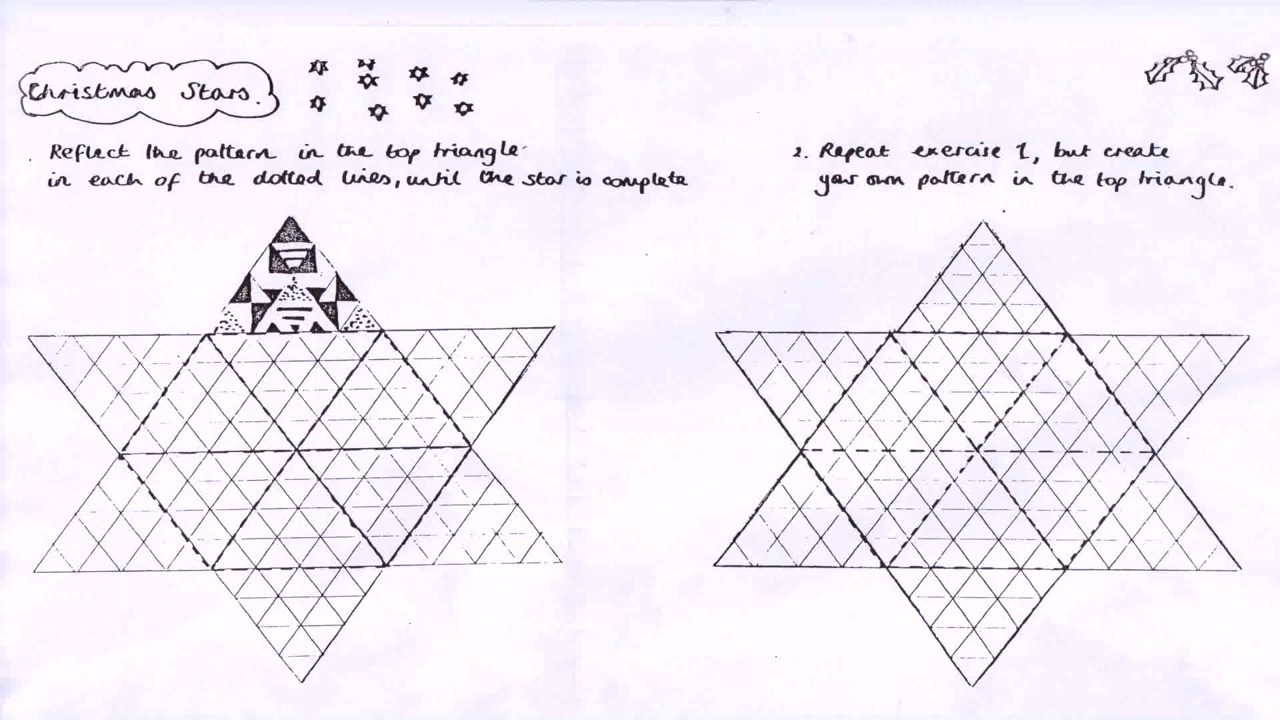 Christmas Stars.
. Reflect the pattern in the top triangle.
in each of the dotted lines, until the star is complete
2. Repeat exercise 1, but create
your own pattern in the top triangle.